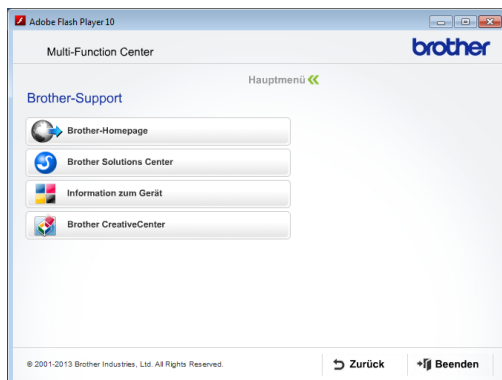 Adobe Flash Player 10
Multi-Function Center
brother
Hauptmenü
Brother-Support
Brother-Homepage
Brother Solutions Center
Information zum Gerät
Brother CreativeCenter
© 2001-2013 Brother Industries, Ltd. All Rights Reserved.
Zurück
Beenden